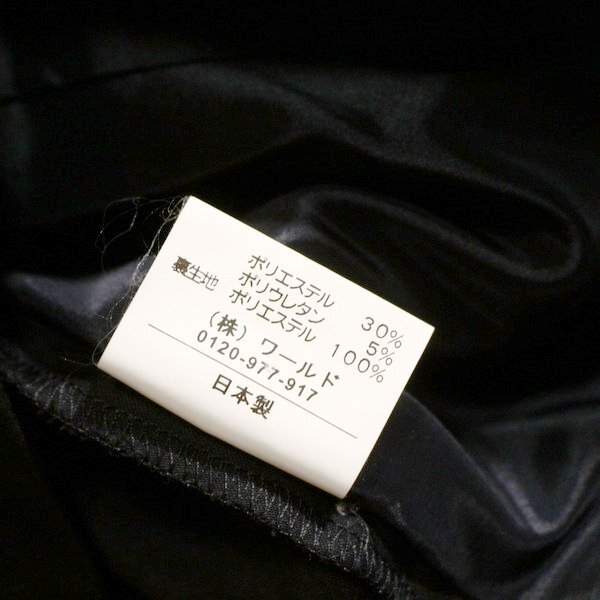 ポリエステル 30%
ポリウレタン 5%
裏生地 ポリエステル 100%
(株) ワールド
0120-977-917
日本製